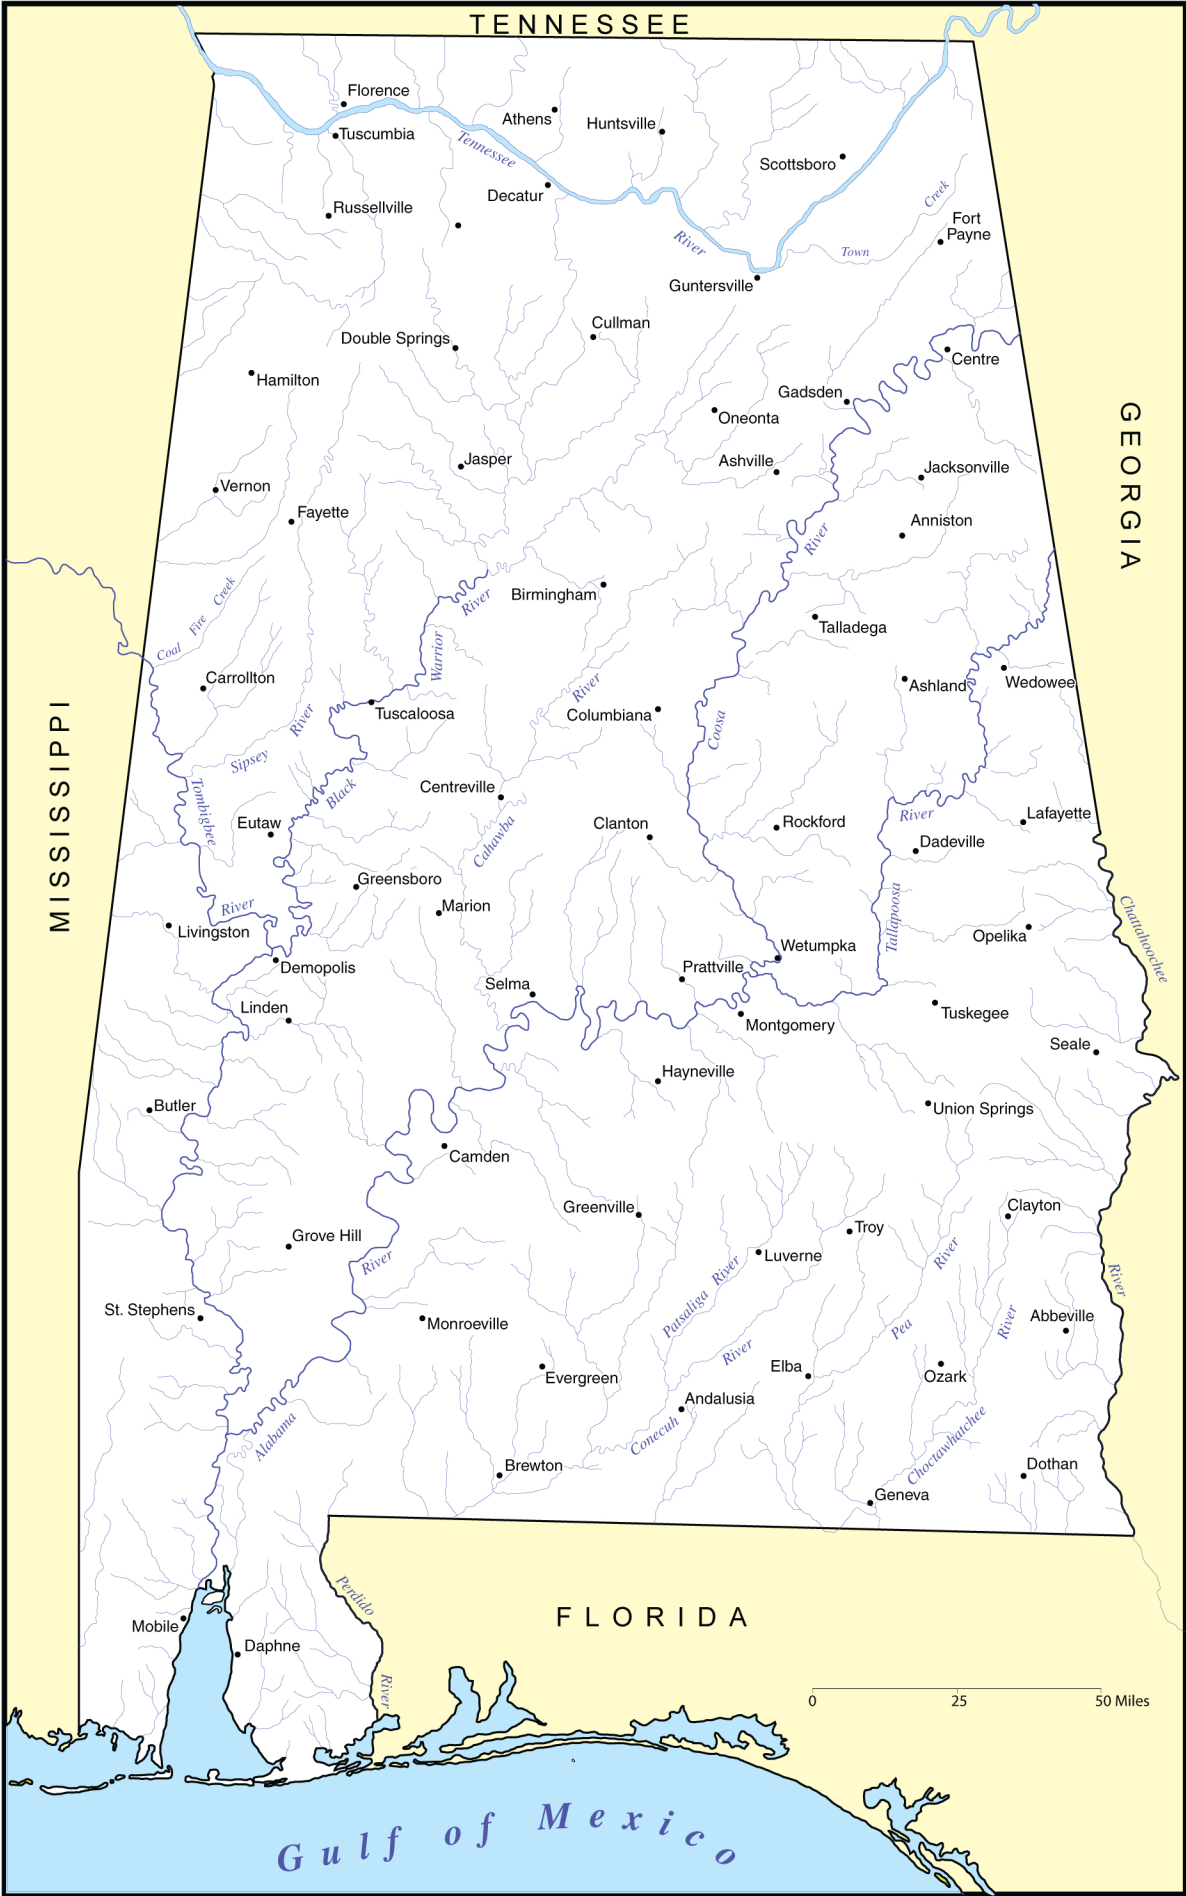 TENNESSEE
Florence
Athens
Huntsville
Tuscumbia
Tennessee
Scottsboro
Decatur
Creek
Russellville
Fort
Payne
River
Town
Guntersville
Cullman
Double Springs
Centre
Hamilton
Gadsden
Oneonta
GEORGIA
Jasper
Ashville
Jacksonville
Vernon
Fayette
Anniston
River
Birmingham
River
Coal Fire Creek
Talladega
Warrior
Carrollton
River
Ashland
Wedowee
MISSISSIPPI
Tuscaloosa
Columbiana
Coosa
River
Sipsey
Centreville
Black
Tombigbee
Eutaw
Cahawba
Clanton
Rockford
River
Lafayette
Dadeville
Greensboro
Marion
River
Livingston
Tallapoosa
Chattahoochee
Opelika
Wetumpka
Demopolis
Prattville
Selma
Linden
Tuskegee
Montgomery
Seale
Hayneville
Butler
Union Springs
Camden
Greenville
Clayton
Grove Hill
Troy
River
Luverne
River
Patsaliga River
River
St. Stephens
Monroeville
River
Abbeville
Pea
River
Elba
Evergreen
Ozark
Andalusia
Conecuh
Alabama
Choctawhatchee
Brewton
Dothan
Geneva
Perdido
FLORIDA
Mobile
Daphne
River
0 25 50 Miles
Gulf of Mexico